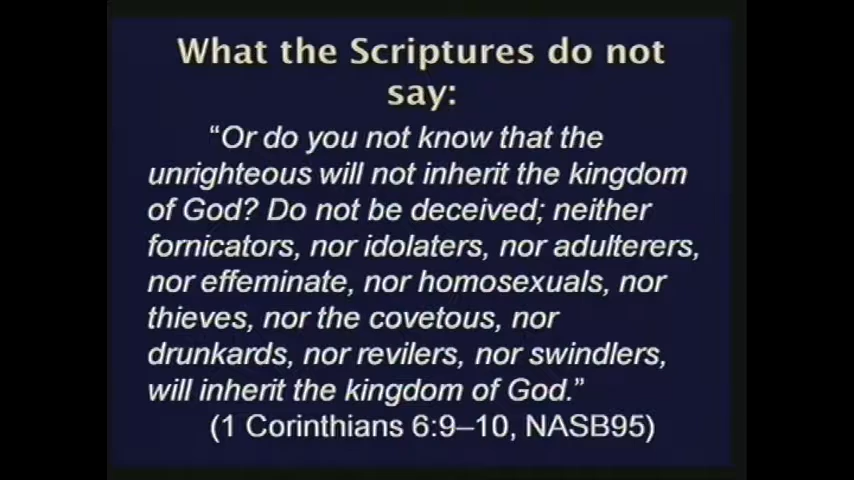 What the Scriptures do not
say:
“Or do you not know that the
unrighteous will not inherit the kingdom
of God? Do not be deceived; neither
fornicators, nor idolaters, nor adulterers,
nor effeminate, nor homosexuals, nor
thieves, nor the covetous, nor
drunkards, nor revilers, nor swindlers,
will inherit the kingdom of God.”
(1 Corinthians 6:9–10, NASB95)